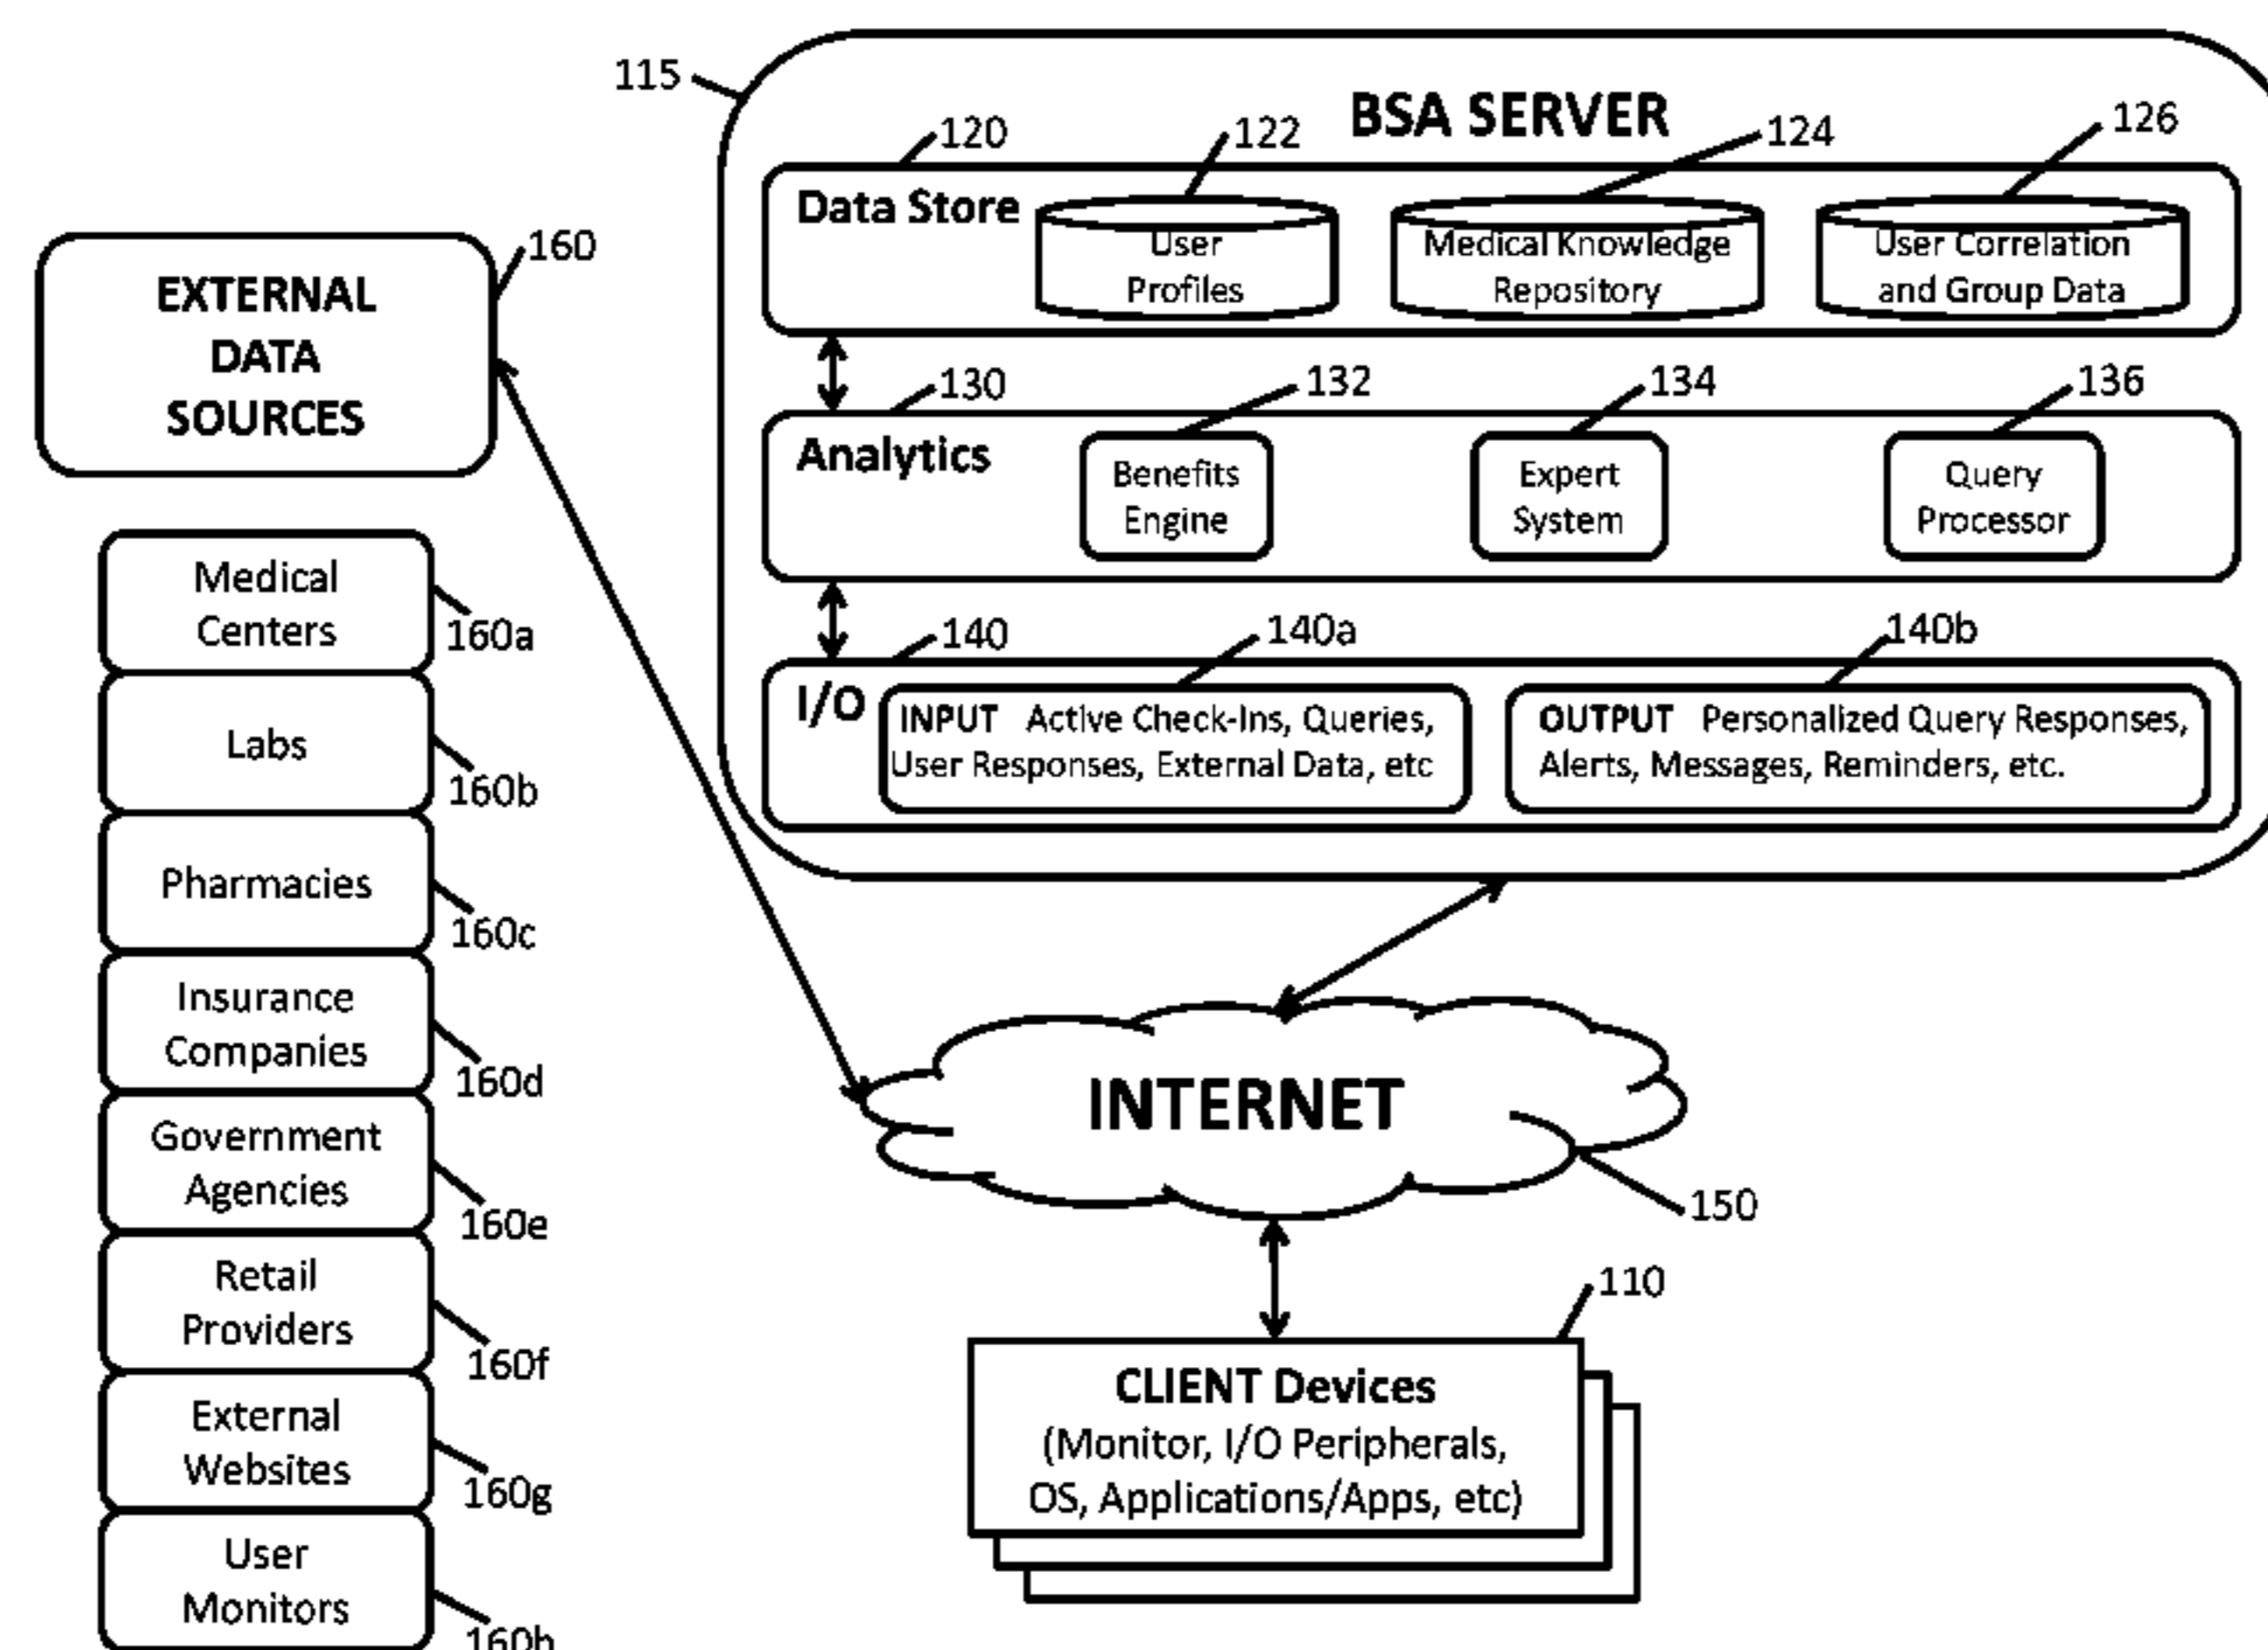 115
BSA SERVER
120
122
124
126
Data Store
User
Profiles
Medical Knowledge
Repository
User Correlation
and Group Data
160
EXTERNAL
DATA
SOURCES
130
132
134
136
Analytics
Benefits
Engine
Expert
System
Query
Processor
140
140a
140b
I/O
INPUT Active Check-Ins, Queries,
User Responses, External Data, etc
OUTPUT Personalized Query Responses,
Alerts, Messages, Reminders, etc.
Medical
Centers
160a
Labs
160b
Pharmacies
160c
Insurance
Companies
160d
Government
Agencies
160e
Retail
Providers
160f
External
Websites
160g
User
Monitors
160h
INTERNET
150
110
CLIENT Devices
(Monitor, I/O Peripherals,
OS, Applications/Apps, etc)